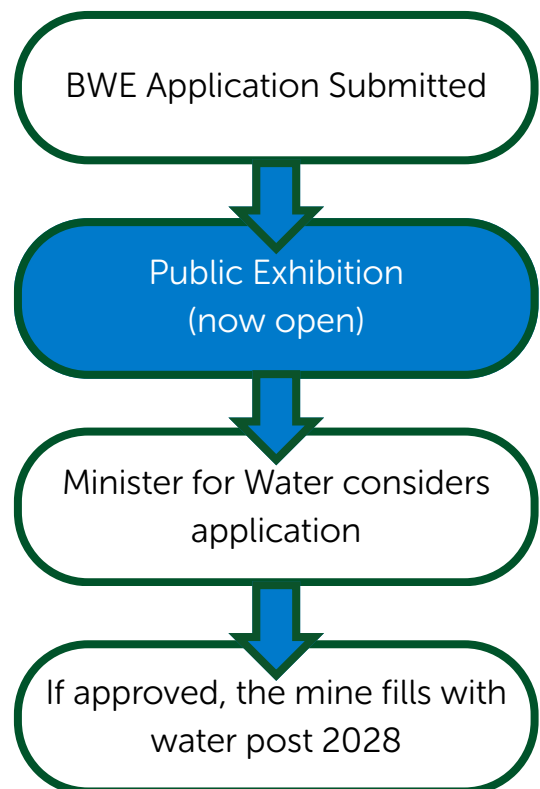 BWE Application Submitted
Public Exhibition
(now open)
Minister for Water considers
application
If approved, the mine fills with
water post 2028